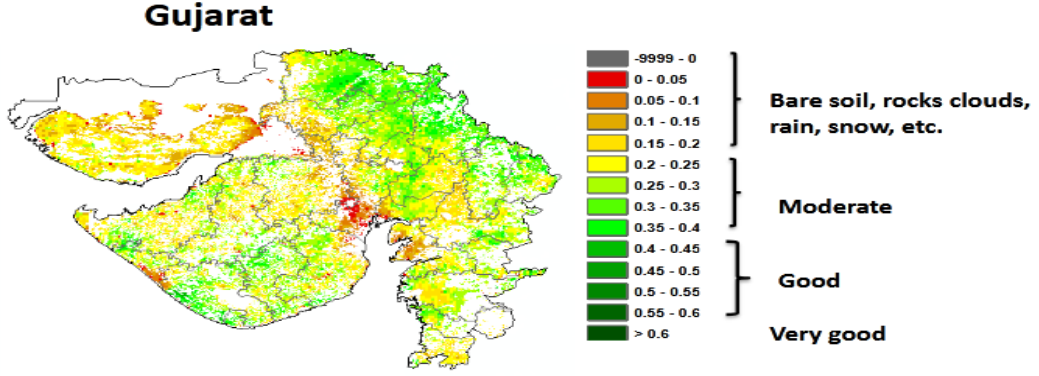 Gujarat
-9999 - 0
0 - 0.05
0.05 - 0.1
0.1 - 0.15
0.15 - 0.2
0.2 - 0.25
0.25 - 0.3
0.3 - 0.35
0.35 - 0.4
0.4 - 0.45
0.45 - 0.5
0.5 - 0.55
0.55 - 0.6
> 0.6
Bare soil, rocks clouds,
rain, snow, etc.
Moderate
Good
Very good